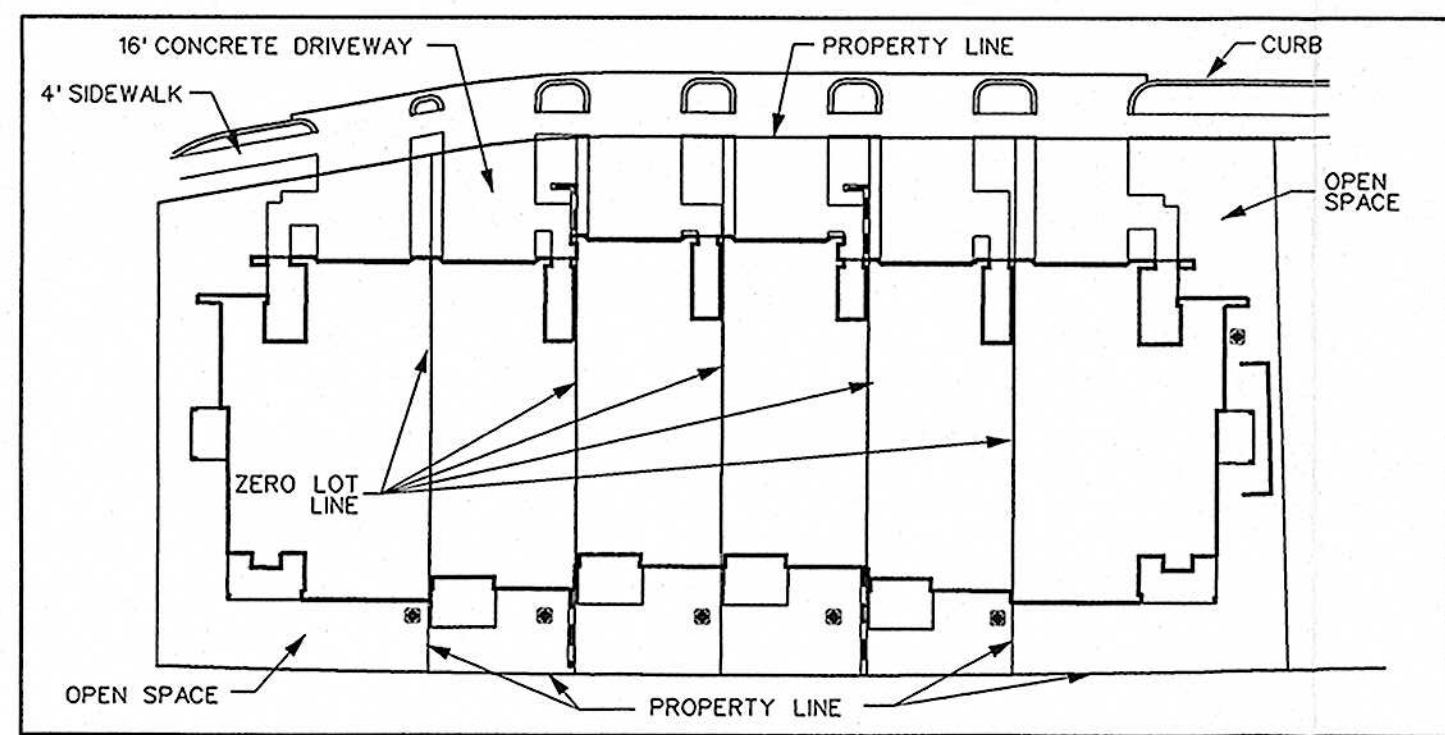 16' CONCRETE DRIVEWAY
PROPERTY LINE
CURB
4' SIDEWALK
OPEN
SPACE
ZERO LOT
LINE
OPEN SPACE
PROPERTY LINE